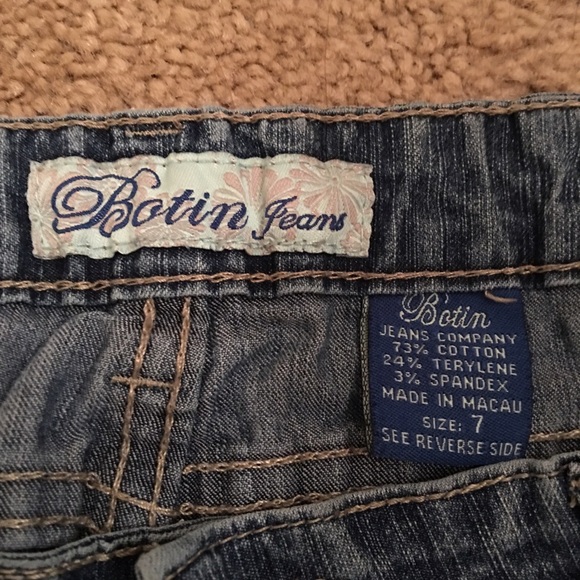 Botin Jeans
Botin
JEANS COMPANY
73% COTTON
24% TERYLENE
3% SPANDEX
MADE IN MACAU
SIZE: 7
SEE REVERSE SIDE